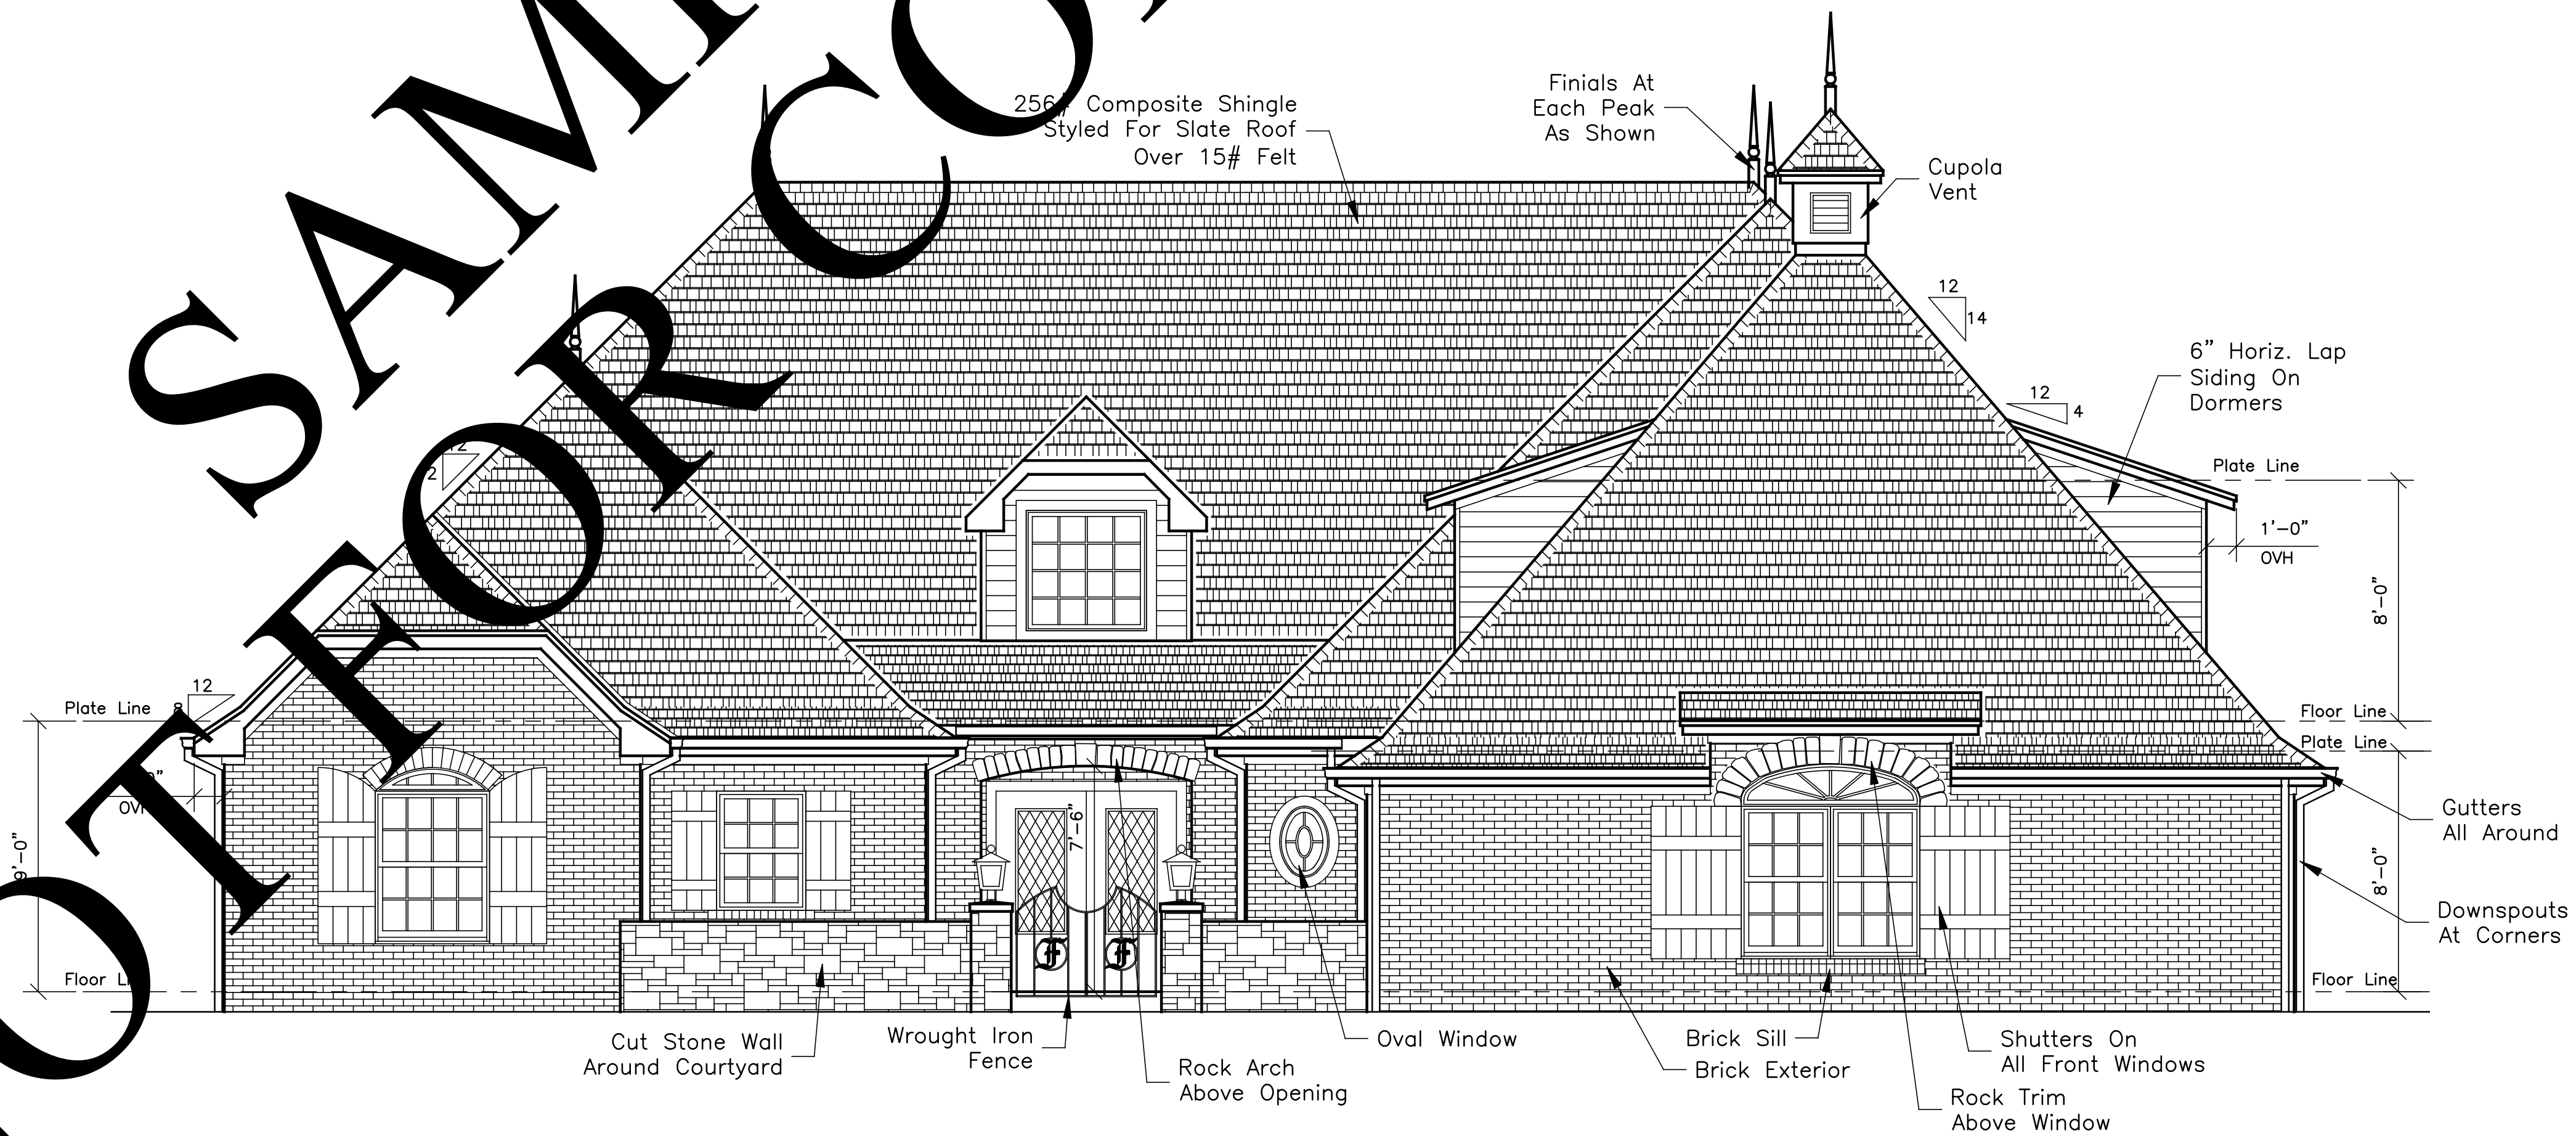 SAM
OT FOR CO
256# Composite Shingle
Styled For Slate Roof
Over 15# Felt
Finials At
Each Peak
As Shown
Cupola
Vent
12
14
6” Horiz. Lap
Siding On
Dormers
12
4
Plate Line
1’-0”
OVH
8’-0”
12
12
8
Plate Line
Floor Line
Plate Line
9’-0”
7’-6”
8’-0”
Gutters
All Around
Downspouts
At Corners
F
F
Floor
Floor Line
Cut Stone Wall
Around Courtyard
Wrought Iron
Fence
Rock Arch
Above Opening
Oval Window
Brick Sill
Brick Exterior
Shutters On
All Front Windows
Rock Trim
Above Window